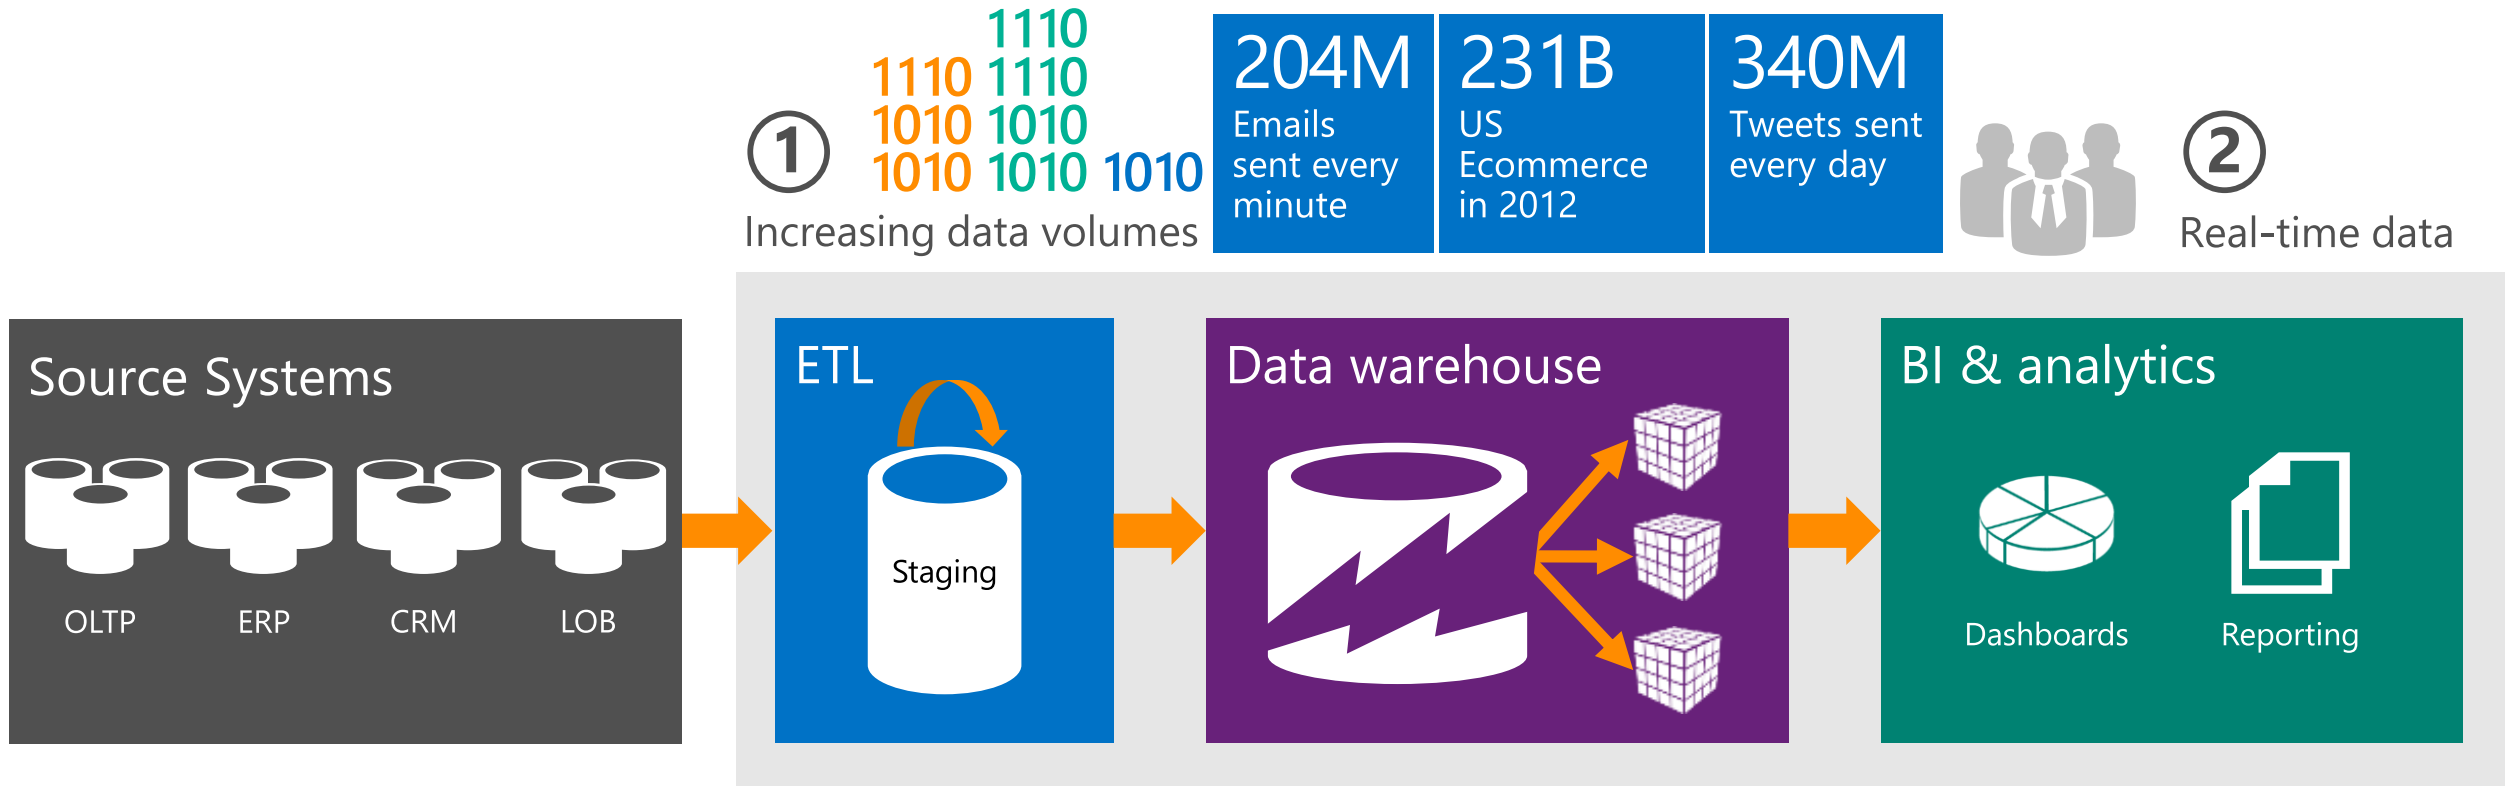 1110
1110 1110
1010 1010
1010 1010 1010
1
Increasing data volumes
204M
Emails
sent every
minute
231B
US
Ecommerce
in 2012
340M
Tweets sent
every day
2
Real-time data
Source Systems
OLTP
ERP
CRM
LOB
ETL
Staging
Data warehouse
BI & analytics
Dashboards
Reporting